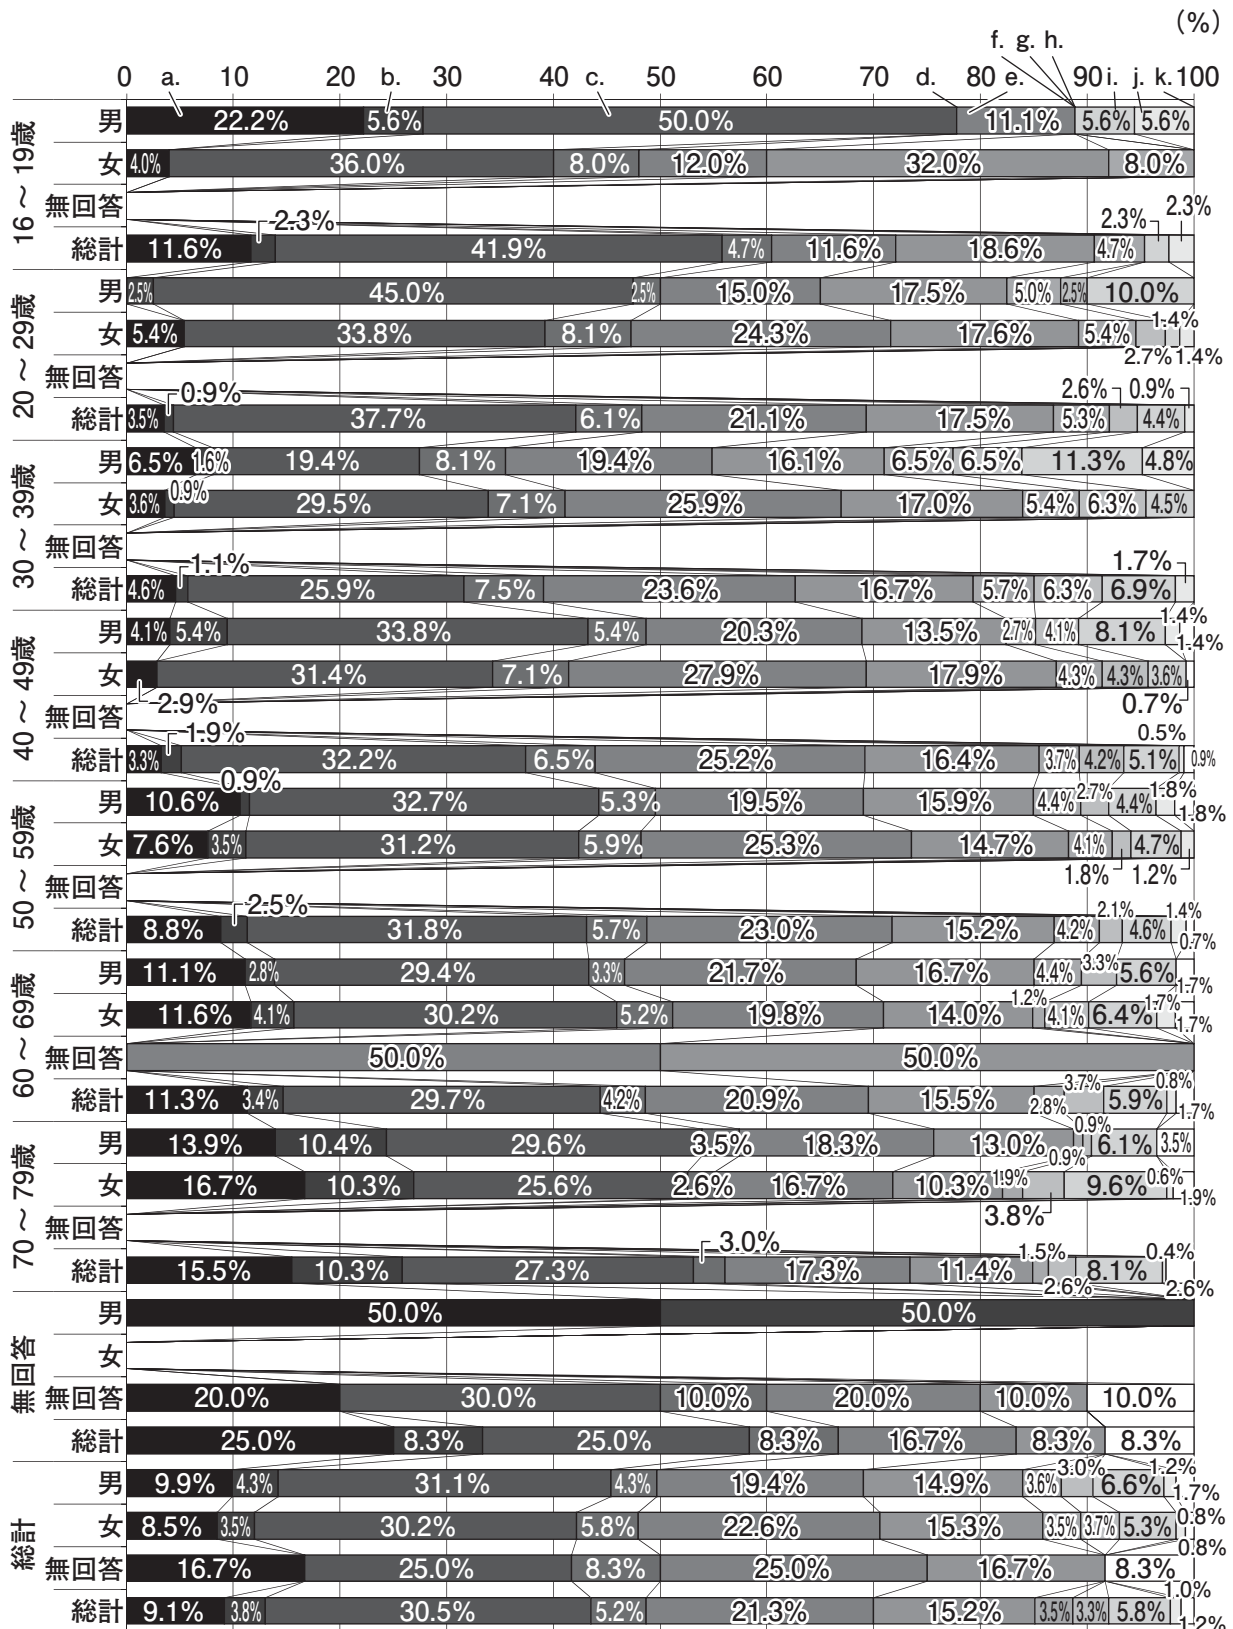 (%)
f. g. h.
0 a. 10 20 b. 30 40 c. 50 60 70 d. 80 e. 90 i. j. k. 100
16～19歳
男 22.2% 5.6% 50.0% 11.1% 5.6% 5.6%
女 4.0% 36.0% 8.0% 12.0% 32.0% 8.0%
無回答
総計 11.6% 2.3% 41.9% 4.7% 11.6% 18.6% 4.7% 2.3% 2.3%
20～29歳
男 2.5% 45.0% 2.5% 15.0% 17.5% 5.0% 2.5% 10.0%
女 5.4% 33.8% 8.1% 24.3% 17.6% 5.4% 2.7% 1.4% 1.4%
無回答
総計 3.5% 0.9% 37.7% 6.1% 21.1% 17.5% 5.3% 2.6% 4.4% 0.9%
30～39歳
男 6.5% 1.6% 19.4% 8.1% 19.4% 16.1% 6.5% 6.5% 11.3% 4.8%
女 3.6% 0.9% 29.5% 7.1% 25.9% 17.0% 5.4% 6.3% 4.5%
無回答
総計 4.6% 1.1% 25.9% 7.5% 23.6% 16.7% 5.7% 6.3% 6.9% 1.7%
40～49歳
男 4.1% 5.4% 33.8% 5.4% 20.3% 13.5% 2.7% 4.1% 8.1% 1.4% 1.4%
女 2.9% 31.4% 7.1% 27.9% 17.9% 4.3% 4.3% 3.6% 0.7%
無回答
総計 3.3% 1.9% 32.2% 6.5% 25.2% 16.4% 3.7% 4.2% 5.1% 0.5% 0.9%
50～59歳
男 10.6% 0.9% 32.7% 5.3% 19.5% 15.9% 4.4% 2.7% 4.4% 1.8% 1.8%
女 7.6% 3.5% 31.2% 5.9% 25.3% 14.7% 4.1% 1.8% 4.7% 1.2%
無回答
総計 8.8% 2.5% 31.8% 5.7% 23.0% 15.2% 4.2% 2.1% 4.6% 1.4% 0.7%
60～69歳
男 11.1% 2.8% 29.4% 3.3% 21.7% 16.7% 4.4% 3.3% 5.6% 1.7%
女 11.6% 4.1% 30.2% 5.2% 19.8% 14.0% 1.2% 4.1% 6.4% 1.7% 1.7%
無回答 50.0% 50.0%
総計 11.3% 3.4% 29.7% 4.2% 20.9% 15.5% 2.8% 3.7% 5.9% 0.8% 1.7%
70～79歳
男 13.9% 10.4% 29.6% 3.5% 18.3% 13.0% 0.9% 0.9% 6.1% 3.5%
女 16.7% 10.3% 25.6% 2.6% 16.7% 10.3% 1.9% 3.8% 9.6% 0.6% 1.9%
無回答
総計 15.5% 10.3% 27.3% 3.0% 17.3% 11.4% 1.5% 2.6% 8.1% 0.4% 2.6%
無回答
男 50.0% 50.0%
女
無回答 20.0% 30.0% 10.0% 20.0% 10.0% 10.0%
総計 25.0% 8.3% 25.0% 8.3% 16.7% 8.3% 8.3%
総計
男 9.9% 4.3% 31.1% 4.3% 19.4% 14.9% 3.6% 3.0% 6.6% 1.2% 1.7%
女 8.5% 3.5% 30.2% 5.8% 22.6% 15.3% 3.5% 3.7% 5.3% 0.8% 0.8%
無回答 16.7% 25.0% 8.3% 25.0% 16.7% 8.3%
総計 9.1% 3.8% 30.5% 5.2% 21.3% 15.2% 3.5% 3.3% 5.8% 1.0% 1.2%